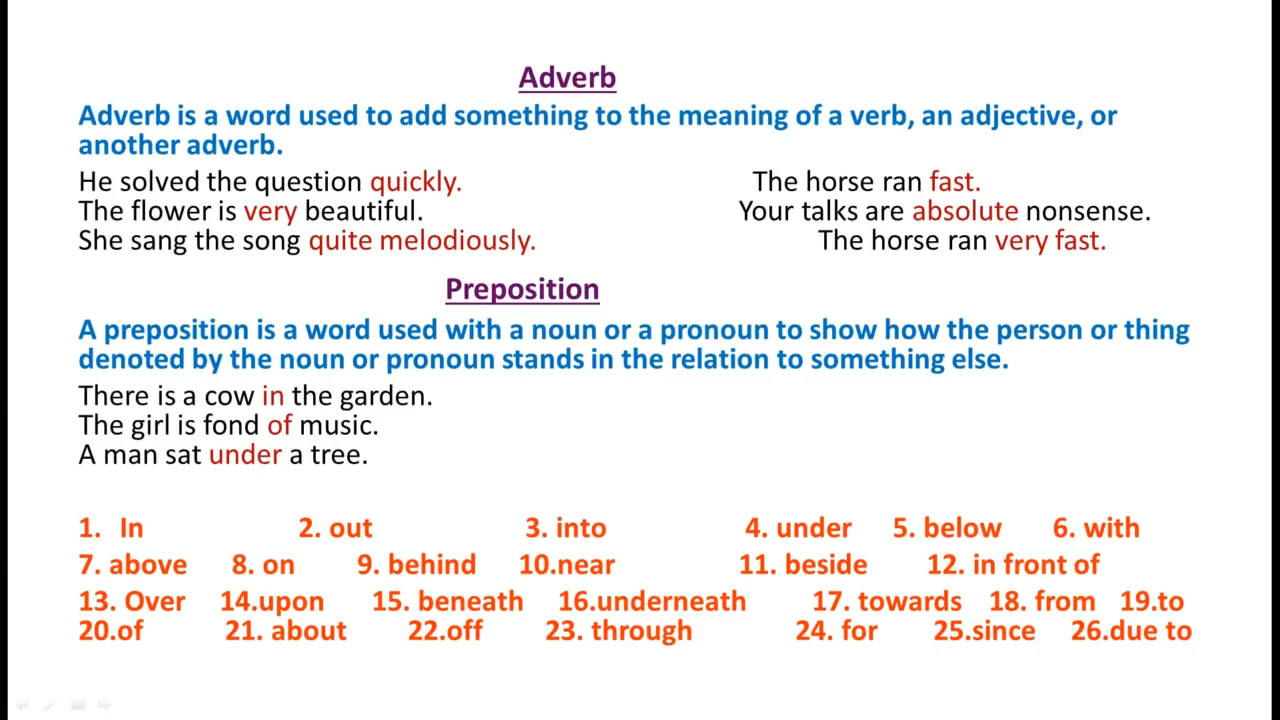 Adverb
Adverb is a word used to add something to the meaning of a verb, an adjective, or
another adverb.
He solved the question quickly. The horse ran fast.
The flower is very beautiful. Your talks are absolute nonsense.
She sang the song quite melodiously. The horse ran very fast.
Preposition
A preposition is a word used with a noun or a pronoun to show how the person or thing
denoted by the noun or pronoun stands in the relation to something else.
There is a cow in the garden.
The girl is fond of music.
A man sat under a tree.
1. In 2. out 3. into 4. under 5. below 6. with
7. above 8. on 9. behind 10.near 11. beside 12. in front of
13. Over 14.upon 15. beneath 16.underneath 17. towards 18. from 19.to
20.of 21. about 22.off 23. through 24. for 25.since 26.due to